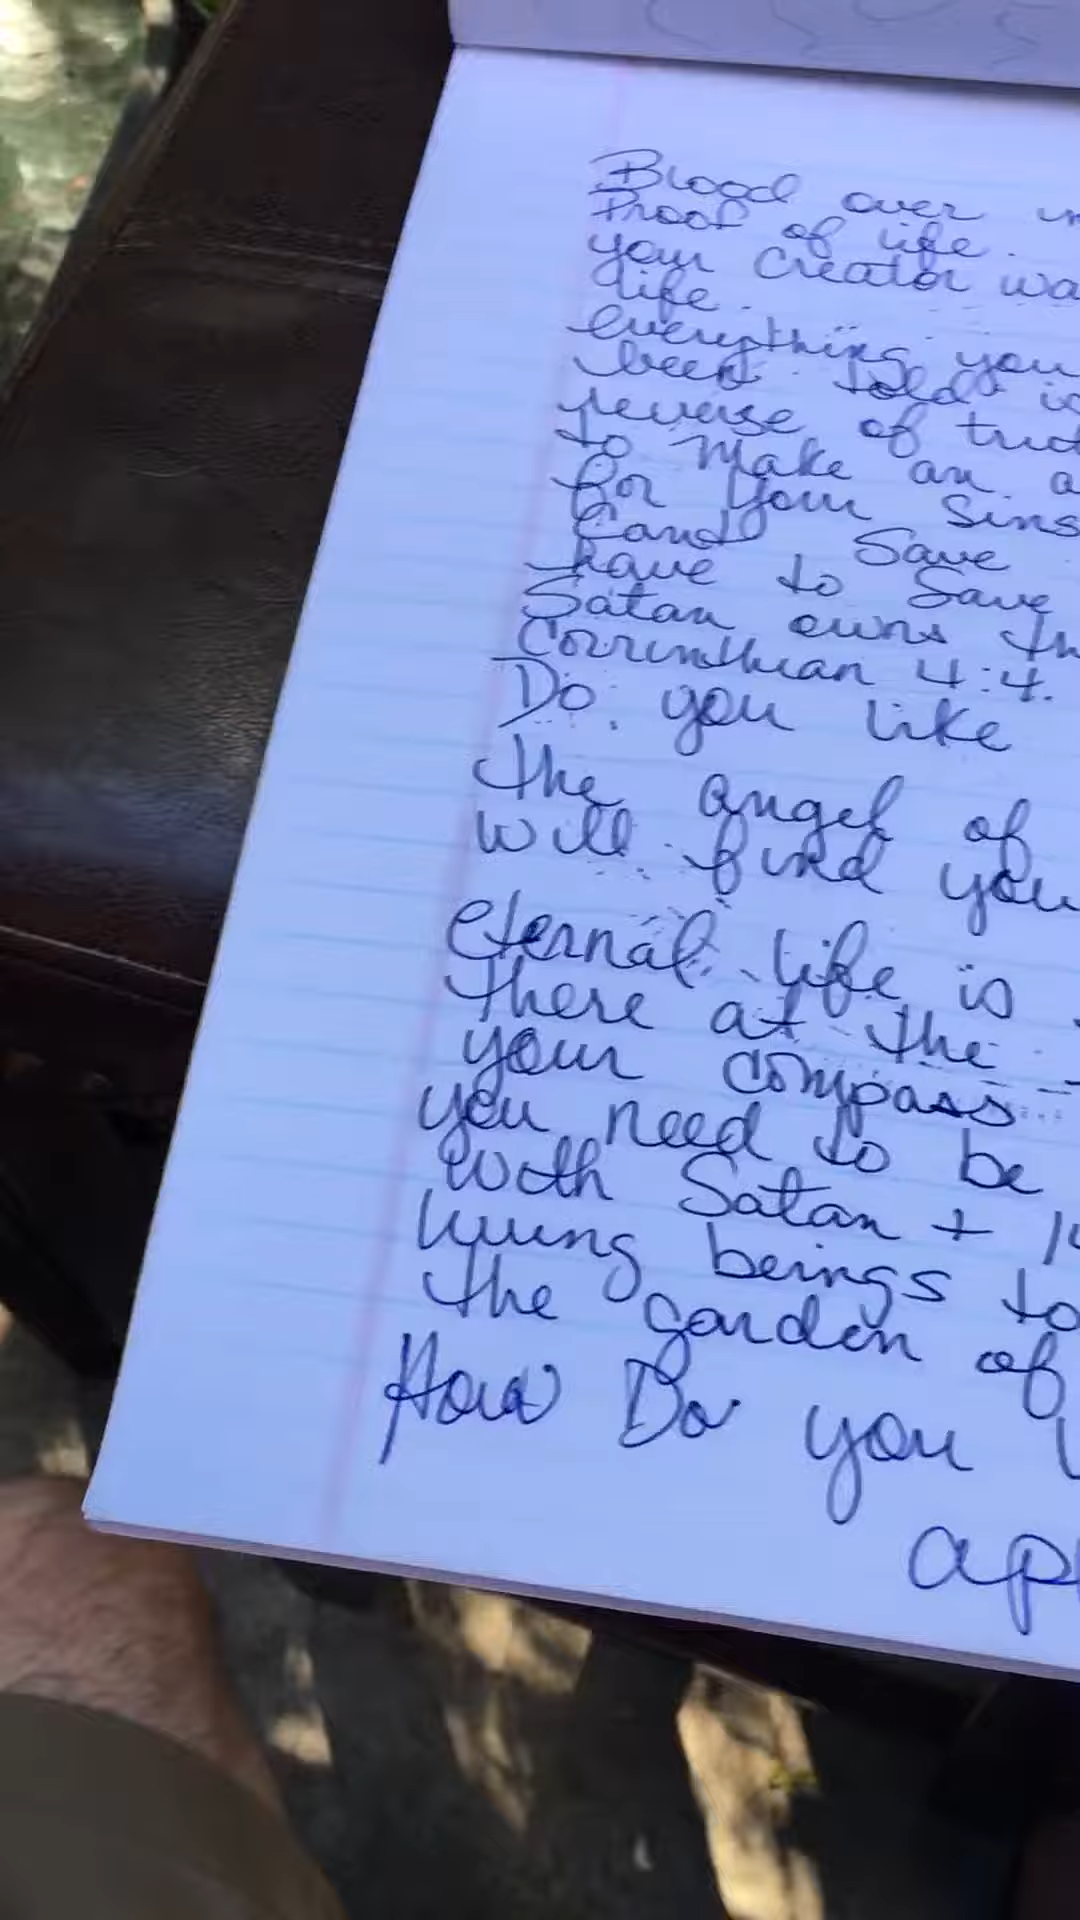 Blood over
Proof of life.
your creator wa
life.
everything you
been told is
reverse of trut
to make an a
for your sins
Cand Save
have to Save
Satan owns th
Corrinthian 4:4.
Do you like
the angel of
will find you
eternal life is
there at the
your compass
you need to be
with Satan + 14
living beings to
the garden of
How Do you
ap